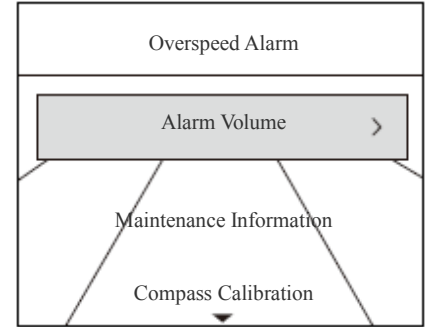 Overspeed Alarm
Alarm Volume
Maintenance Information
Compass Calibration